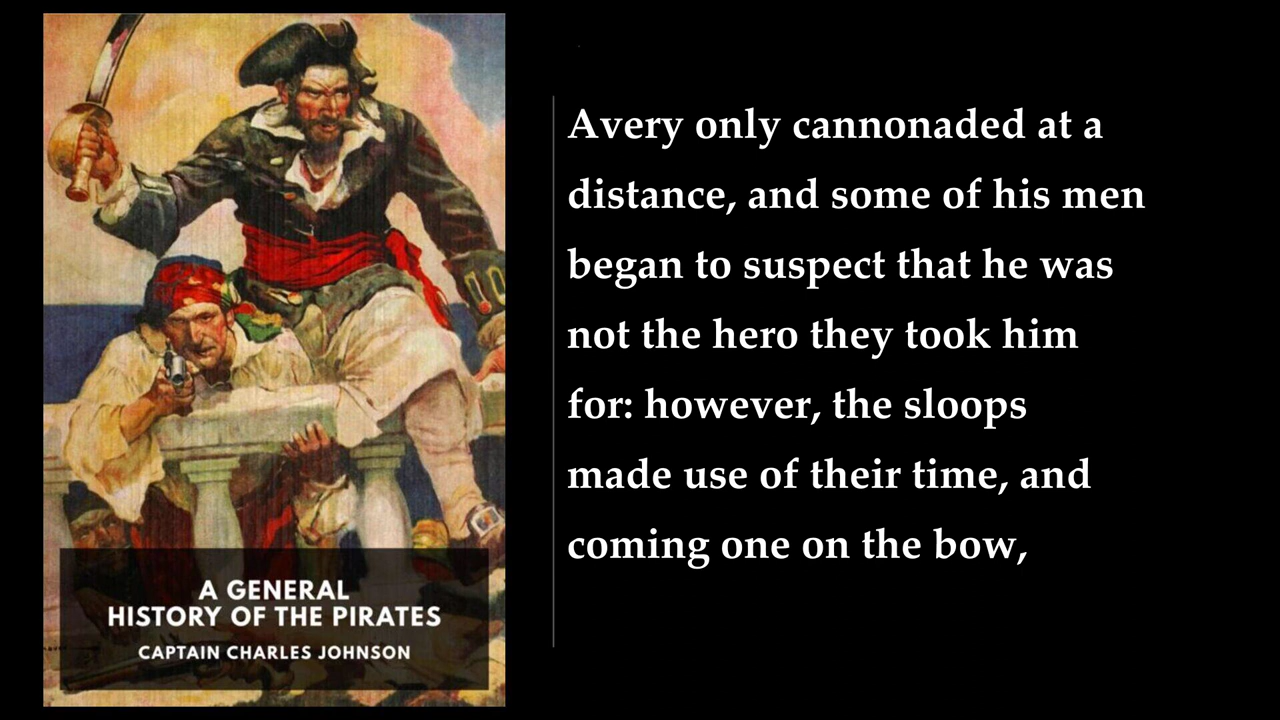 A GENERAL
HISTORY OF THE PIRATES
CAPTAIN CHARLES JOHNSON
Avery only cannonaded at a
distance, and some of his men
began to suspect that he was
not the hero they took him
for: however, the sloops
made use of their time, and
coming one on the bow,